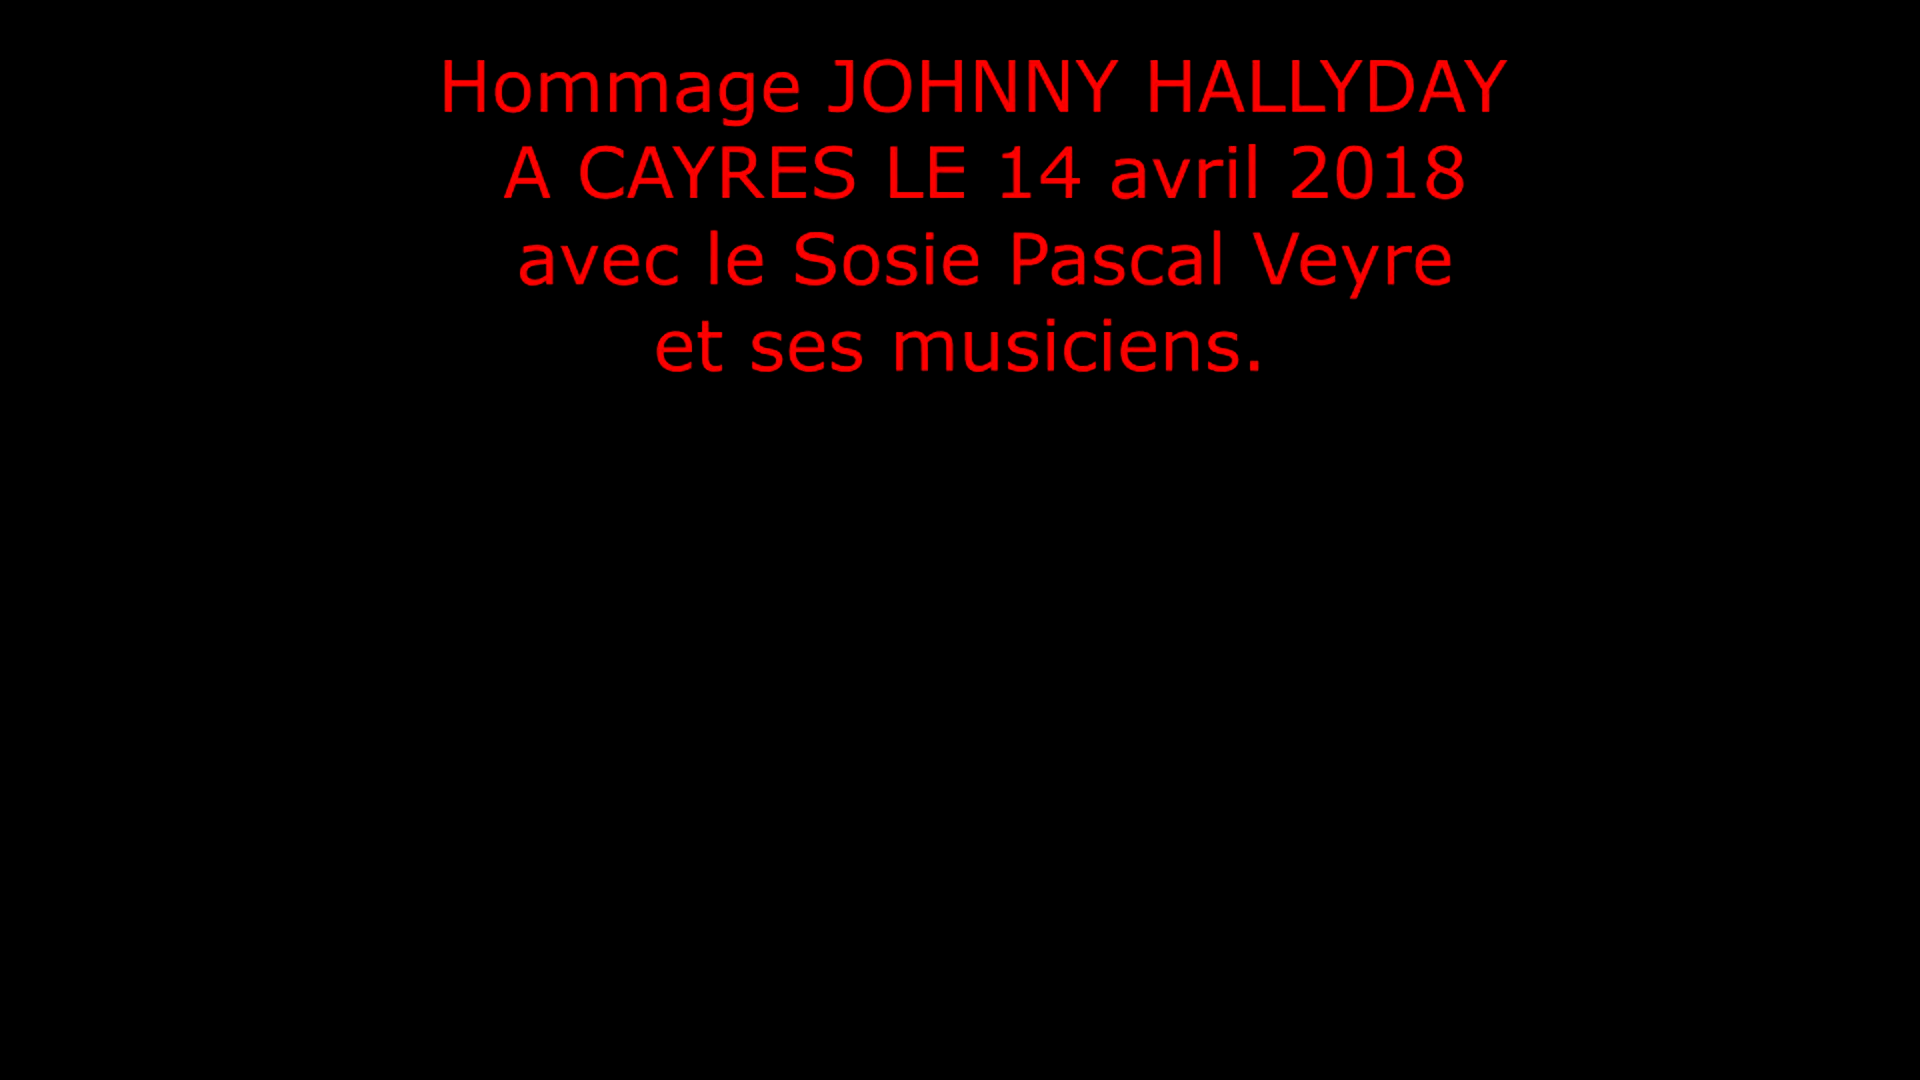 Hommage JOHNNY HALLYDAY
A CAYRES LE 14 avril 2018
avec le Sosie Pascal Veyre
et ses musiciens.